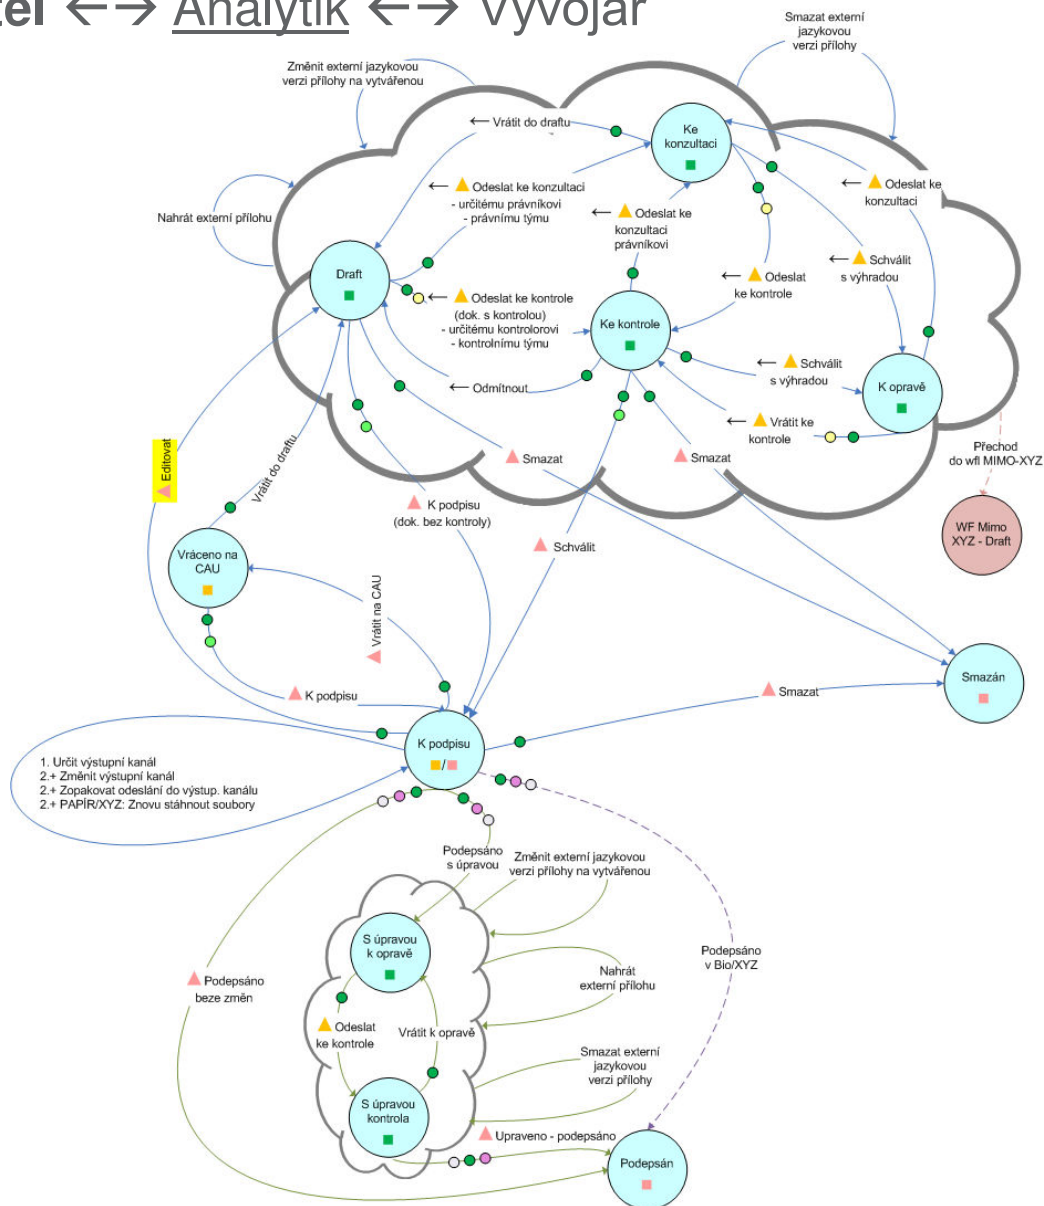 tel ←→ Analytik ←→ Vývojář
Smazat externí
jazykovou
verzi přílohy
Změnit externí jazykovou
verzi přílohy na vytvářenou
← Vrátit do draftu
Ke
konzultaci
← Odeslat ke konzultaci
- určitému právníkovi
- právnímu týmu
← Odeslat ke
konzultaci
← Odeslat ke
konzultaci
právníkovi
Nahrát externí přílohu
← Schválit
s výhradou
Draft
← Odeslat
ke kontrole
← Odeslat ke kontrole
(dok. s kontrolou)
- určitému kontrolorovi
- kontrolnímu týmu
Ke kontrole
← Schválit
s výhradou
← Odmítnout
K opravě
← Vrátit ke
kontrole
Přechod
do wfl MIMO-XYZ
Editovat
Vrátit do draftu
Smazat
Smazat
K podpisu
(dok. bez kontroly)
WF Mimo
XYZ - Draft
Schválit
Vráceno na
CAU
Vrátit na CAU
Smazán
K podpisu
Smazat
K podpisu
/
1. Určit výstupní kanál
2.+ Změnit výstupní kanál
2.+ Zopakovat odeslání do výstup. kanálu
2.+ PAPÍR/XYZ: Znovu stáhnout soubory
Podepsáno
s úpravou
Změnit externí jazykovou
verzi přílohy na vytvářenou
S úpravou
k opravě
Podepsáno
v Bio/XYZ
Podepsáno
beze změn
Nahrát
externí přílohu
Odeslat
ke kontrole
Vrátit k opravě
Smazat externí
jazykovou
verzi přílohy
S úpravou
kontrola
Upraveno - podepsáno
Podepsán